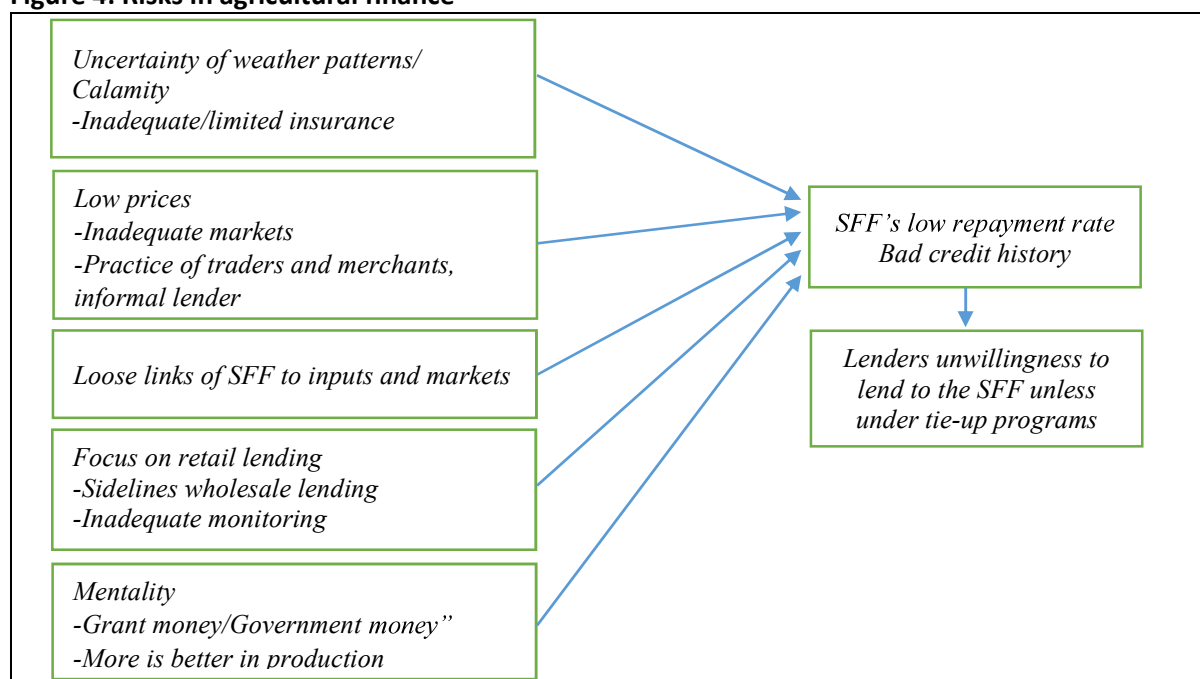 Figure 4. Risks in agricultural finance
Uncertainty of weather patterns/
Calamity
-Inadequate/limited insurance
Low prices
-Inadequate markets
-Practice of traders and merchants,
informal lender
Loose links of SFF to inputs and markets
Focus on retail lending
-Sidelines wholesale lending
-Inadequate monitoring
Mentality
-Grant money/Government money”
-More is better in production
SFF’s low repayment rate
Bad credit history
Lenders unwillingness to
lend to the SFF unless
under tie-up programs